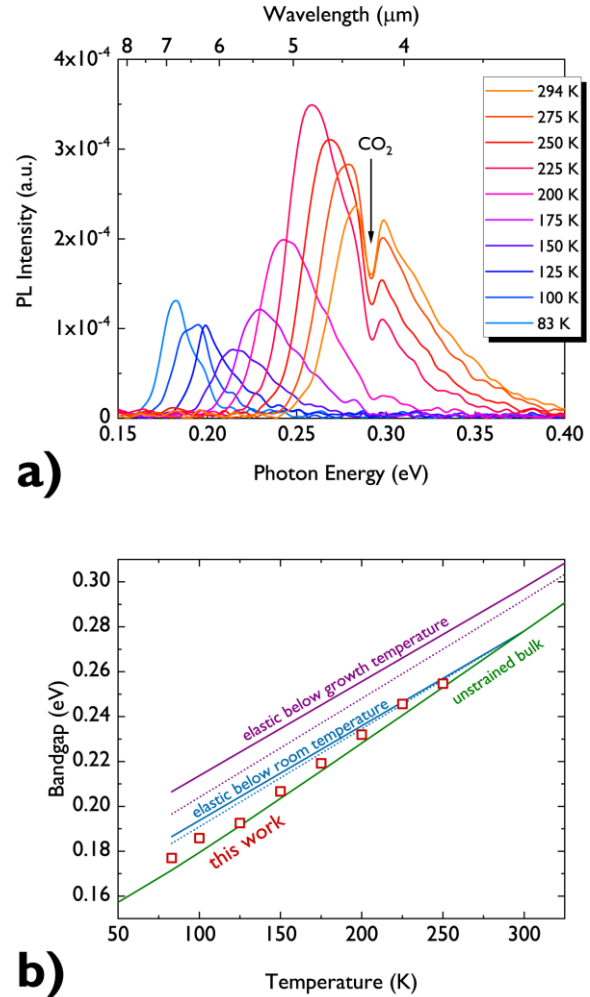 Wavelength (μm)
8 7 6 5 4
4×10⁻⁴
3×10⁻⁴
2×10⁻⁴
1×10⁻⁴
0
PL Intensity (a.u.)
CO₂
294 K
275 K
250 K
225 K
200 K
175 K
150 K
125 K
100 K
83 K
0.15 0.20 0.25 0.30 0.35 0.40
Photon Energy (eV)
a)
0.30
0.28
0.26
0.24
0.22
0.20
0.18
0.16
Bandgap (eV)
elastic below growth temperature
elastic below room temperature
unstrained bulk
this work
50 100 150 200 250 300
Temperature (K)
b)